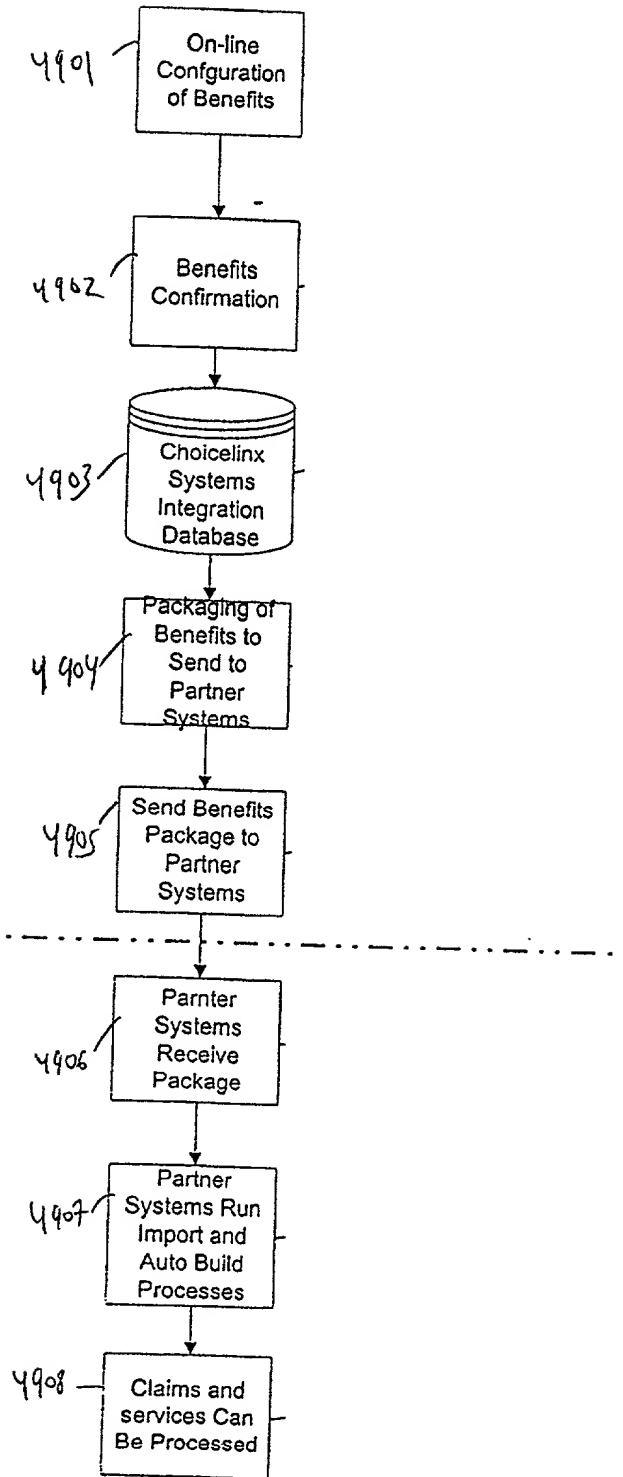 4901
On-line
Confguration
of Benefits
4902
Benefits
Confirmation
4903
Choicelinx
Systems
Integration
Database
4904
Packaging of
Benefits to
Send to
Partner
Systems
4905
Send Benefits
Package to
Partner
Systems
4906
Parnter
Systems
Receive
Package
4907
Partner
Systems Run
Import and
Auto Build
Processes
4908
Claims and
services Can
Be Processed